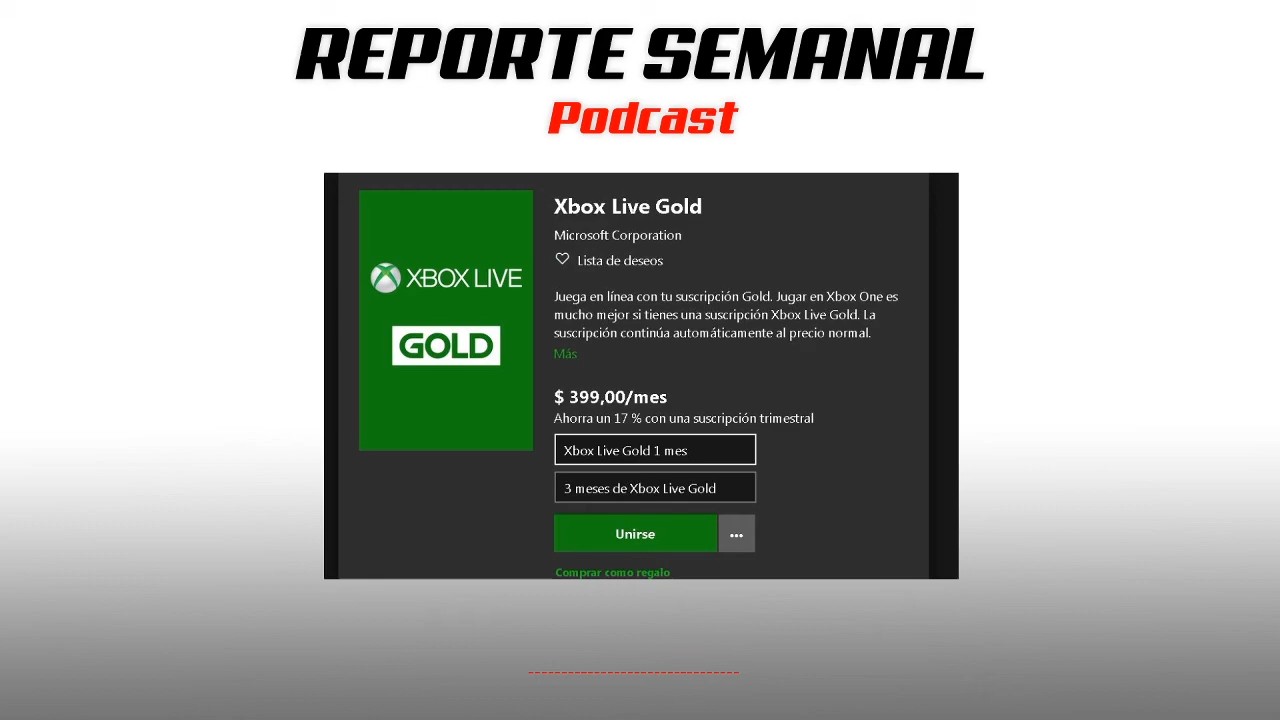 REPORTE SEMANAL
Podcast
XBOX LIVE
GOLD
Xbox Live Gold
Microsoft Corporation
Lista de deseos
Juega en línea con tu suscripción Gold. Jugar en Xbox One es
mucho mejor si tienes una suscripción Xbox Live Gold. La
suscripción continúa automáticamente al precio normal.
Más
$ 399,00/mes
Ahorra un 17 % con una suscripción trimestral
Xbox Live Gold 1 mes
3 meses de Xbox Live Gold
Unirse
Comprar como regalo